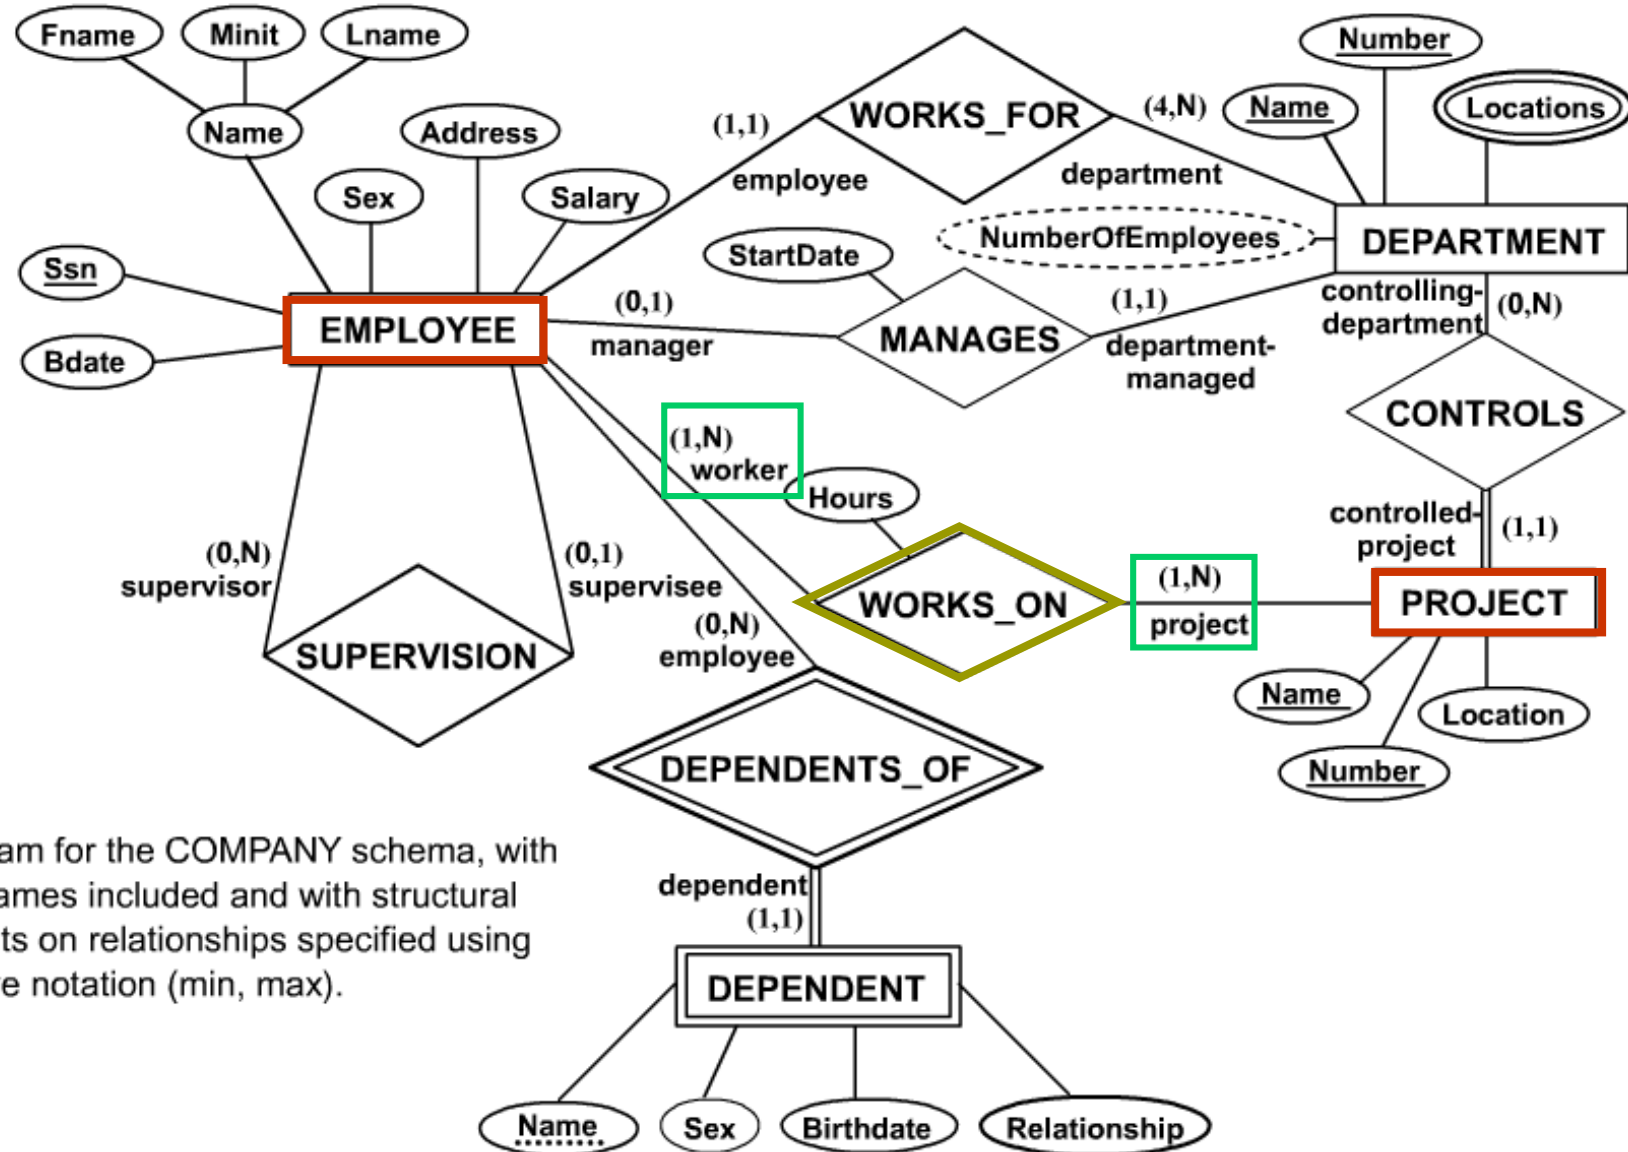 Fname
Minit
Lname
Number
Name
Address
Name
Locations
WORKS_FOR
(1,1)
(4,N)
employee
department
Sex
Salary
Ssn
StartDate
NumberOfEmployees
DEPARTMENT
EMPLOYEE
(0,1)
manager
MANAGES
(1,1)
department-
managed
controlling-
department
(0,N)
Bdate
CONTROLS
(1,N)
worker
Hours
controlled-
project
(1,1)
(0,N)
supervisor
(0,1)
supervisee
WORKS_ON
(1,N)
project
PROJECT
SUPERVISION
(0,N)
employee
Name
Location
Number
DEPENDENTS_OF
am for the COMPANY schema, with
ames included and with structural
ts on relationships specified using
e notation (min, max).
dependent
(1,1)
DEPENDENT
Name
Sex
Birthdate
Relationship